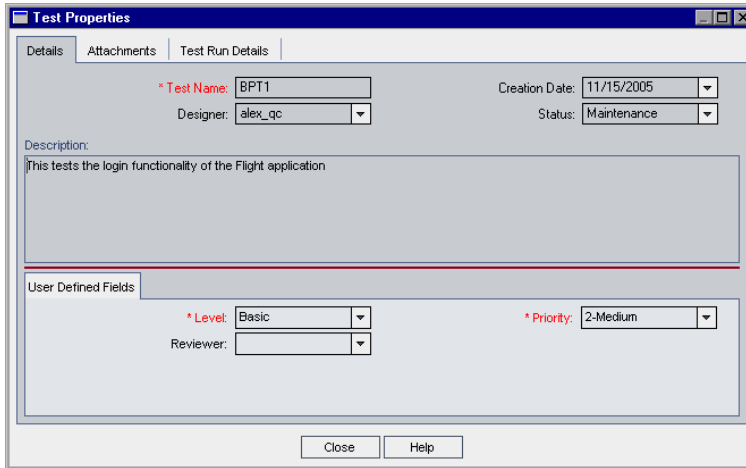 Test Properties
Details Attachments Test Run Details
* Test Name: BPT1 Creation Date: 11/15/2005
Designer: alex_qc Status: Maintenance
Description:
This tests the login functionality of the Flight application
User Defined Fields
* Level: Basic * Priority: 2-Medium
Reviewer:
Close Help